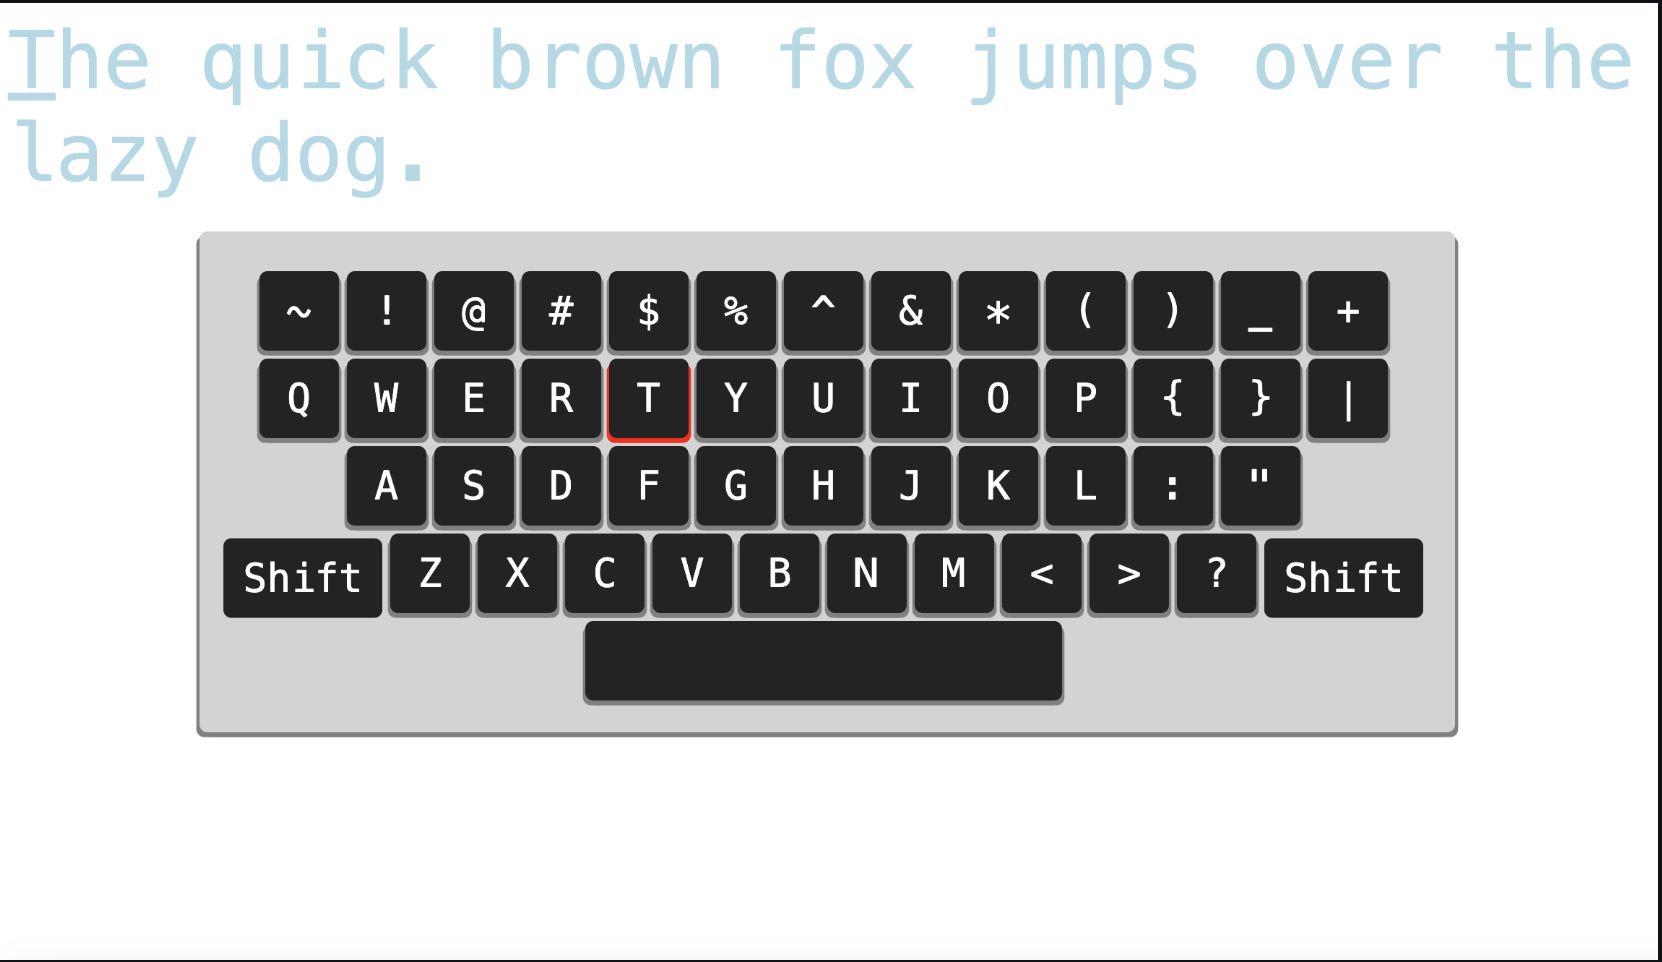 The quick brown fox jumps over the
lazy dog.
~ ! @ # $ % ^ & * ( ) _ +
Q W E R T Y U I O P { } |
A S D F G H J K L : "
Shift Z X C V B N M < > ? Shift